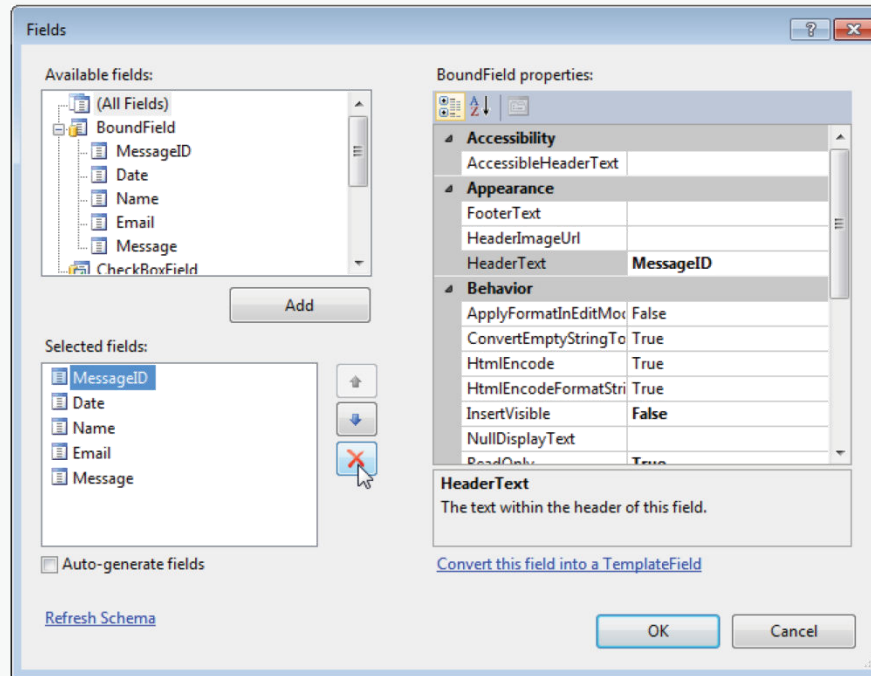 Fields
Available fields:
(All Fields)
BoundField
MessageID
Date
Name
Email
Message
CheckBoxField
Add
Selected fields:
MessageID
Date
Name
Email
Message
Auto-generate fields
Refresh Schema
BoundField properties:
Accessibility
AccessibleHeaderText
Appearance
FooterText
HeaderImageUrl
HeaderText MessageID
Behavior
ApplyFormatInEditMod False
ConvertEmptyStringTo True
HtmlEncode True
HtmlEncodeFormatStri True
InsertVisible False
NullDisplayText
ReadOnly True
HeaderText
The text within the header of this field.
Convert this field into a TemplateField
OK Cancel